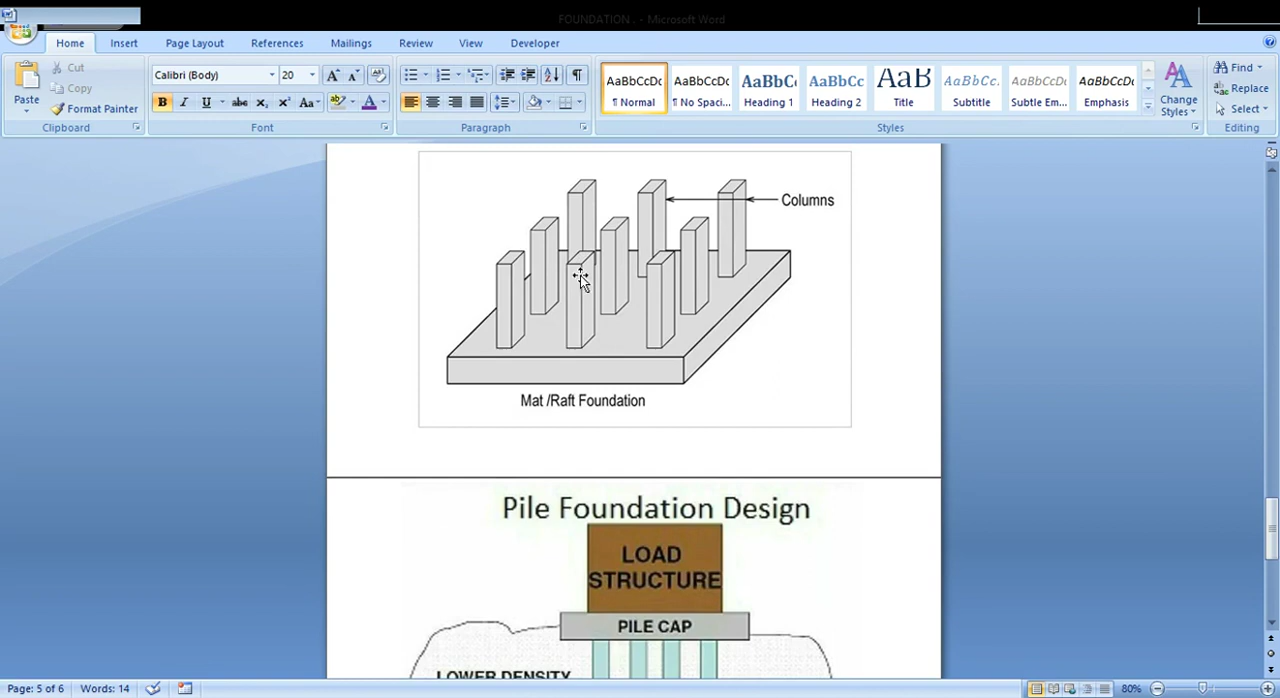 FOUNDATION . - Microsoft Word
Home Insert Page Layout References Mailings Review View Developer
Paste
Cut
Copy
Format Painter
Clipboard
Calibri (Body) 20
Font
Paragraph
AaBbCcDc AaBbCcDc AaBbC AaBbCc AaB AaBbCc. AaBbCcDc AaBbCcDc
¶ Normal ¶ No Spaci... Heading 1 Heading 2 Title Subtitle Subtle Em... Emphasis
Change Styles
Styles
Find
Replace
Select
Editing
Columns
Mat /Raft Foundation
Pile Foundation Design
LOAD
STRUCTURE
PILE CAP
LOWER DENSITY
Page: 5 of 6 Words: 14 80%